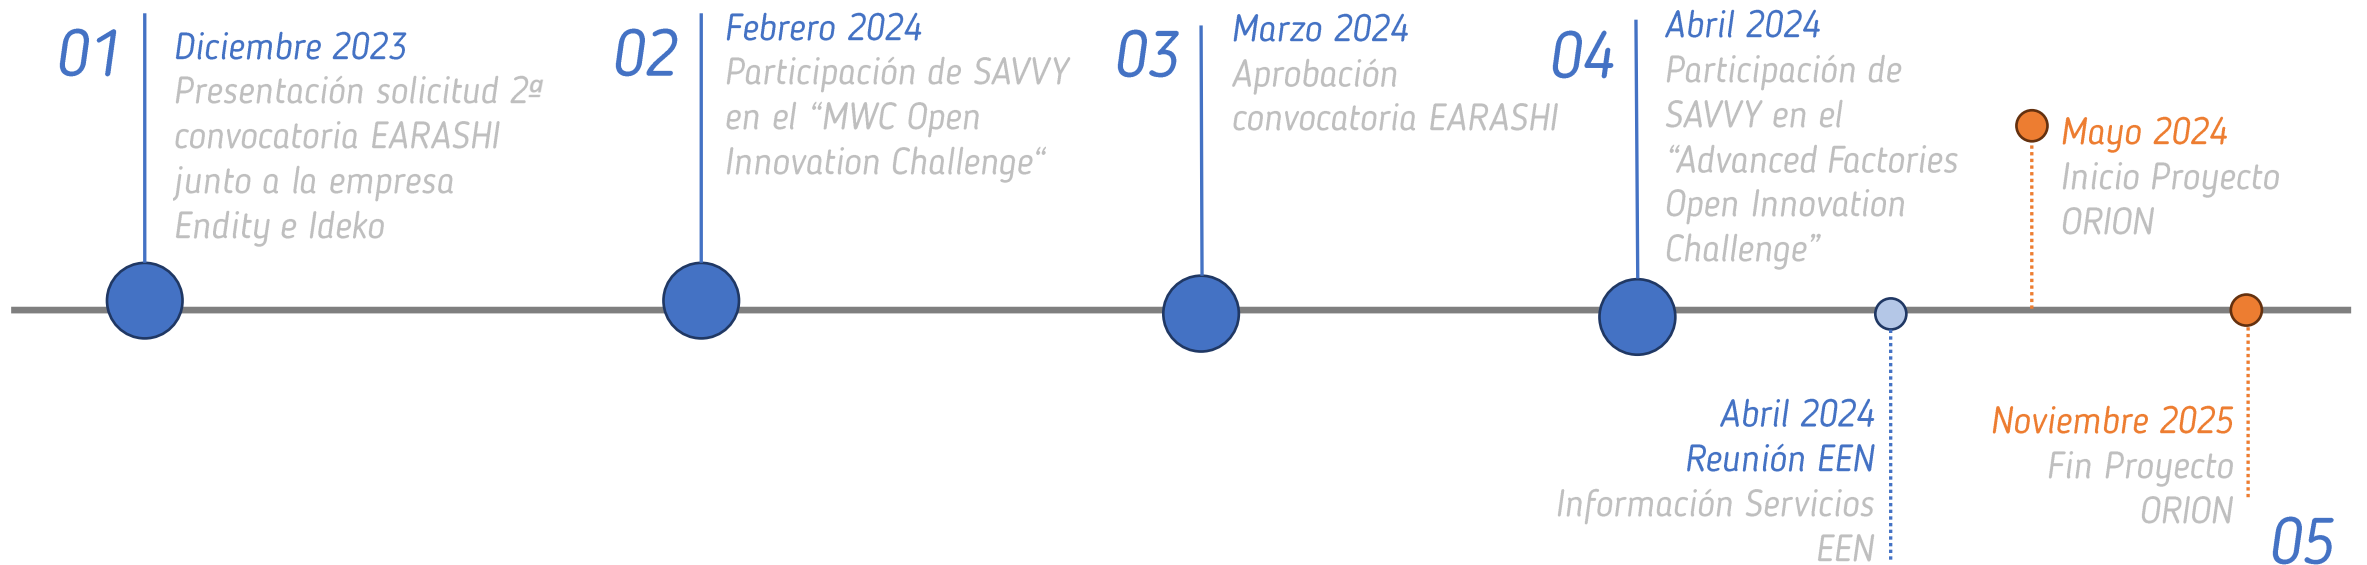 01
Diciembre 2023
Presentación solicitud 2ª
convocatoria EARASHI
junto a la empresa
Endity e Ideko
02
Febrero 2024
Participación de SAVVY
en el “MWC Open
Innovation Challenge“
03
Marzo 2024
Aprobación
convocatoria EARASHI
04
Abril 2024
Participación de
SAVVY en el
“Advanced Factories
Open Innovation
Challenge”
Abril 2024
Reunión EEN
Información Servicios
EEN
Mayo 2024
Inicio Proyecto
ORION
Noviembre 2025
Fin Proyecto
ORION
05